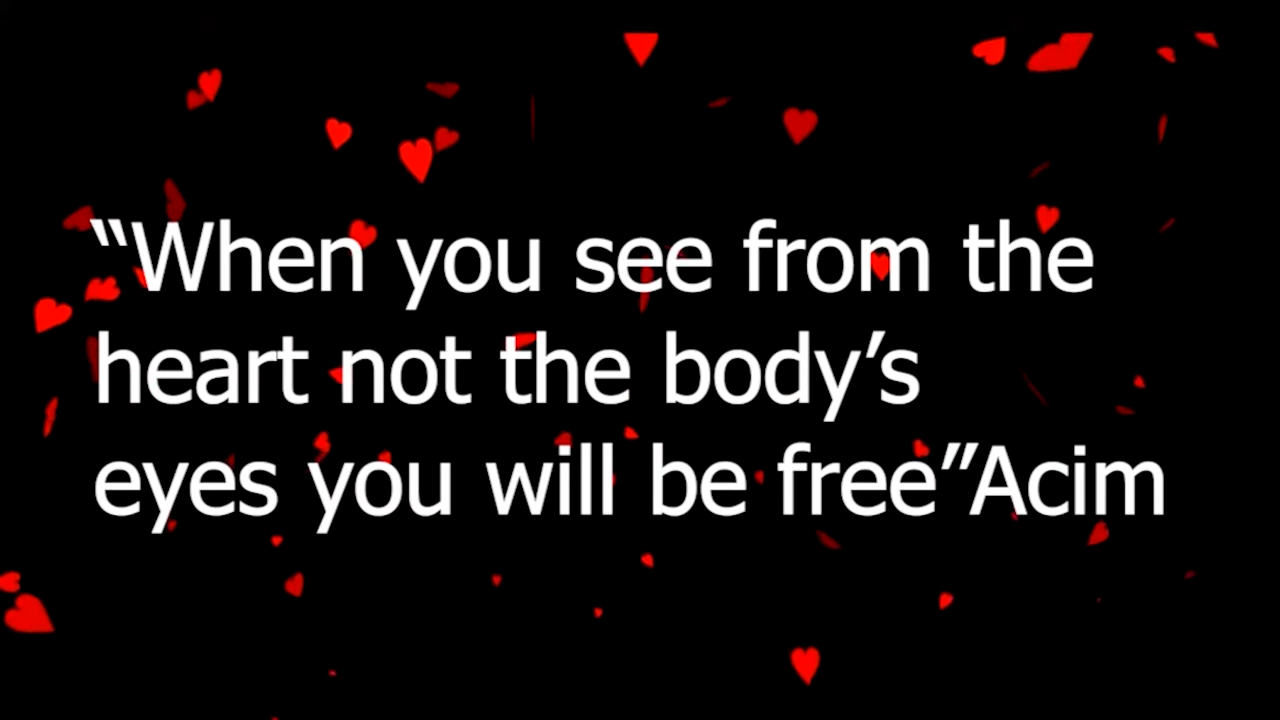 “When you see from the
heart not the body’s
eyes you will be free”Acim